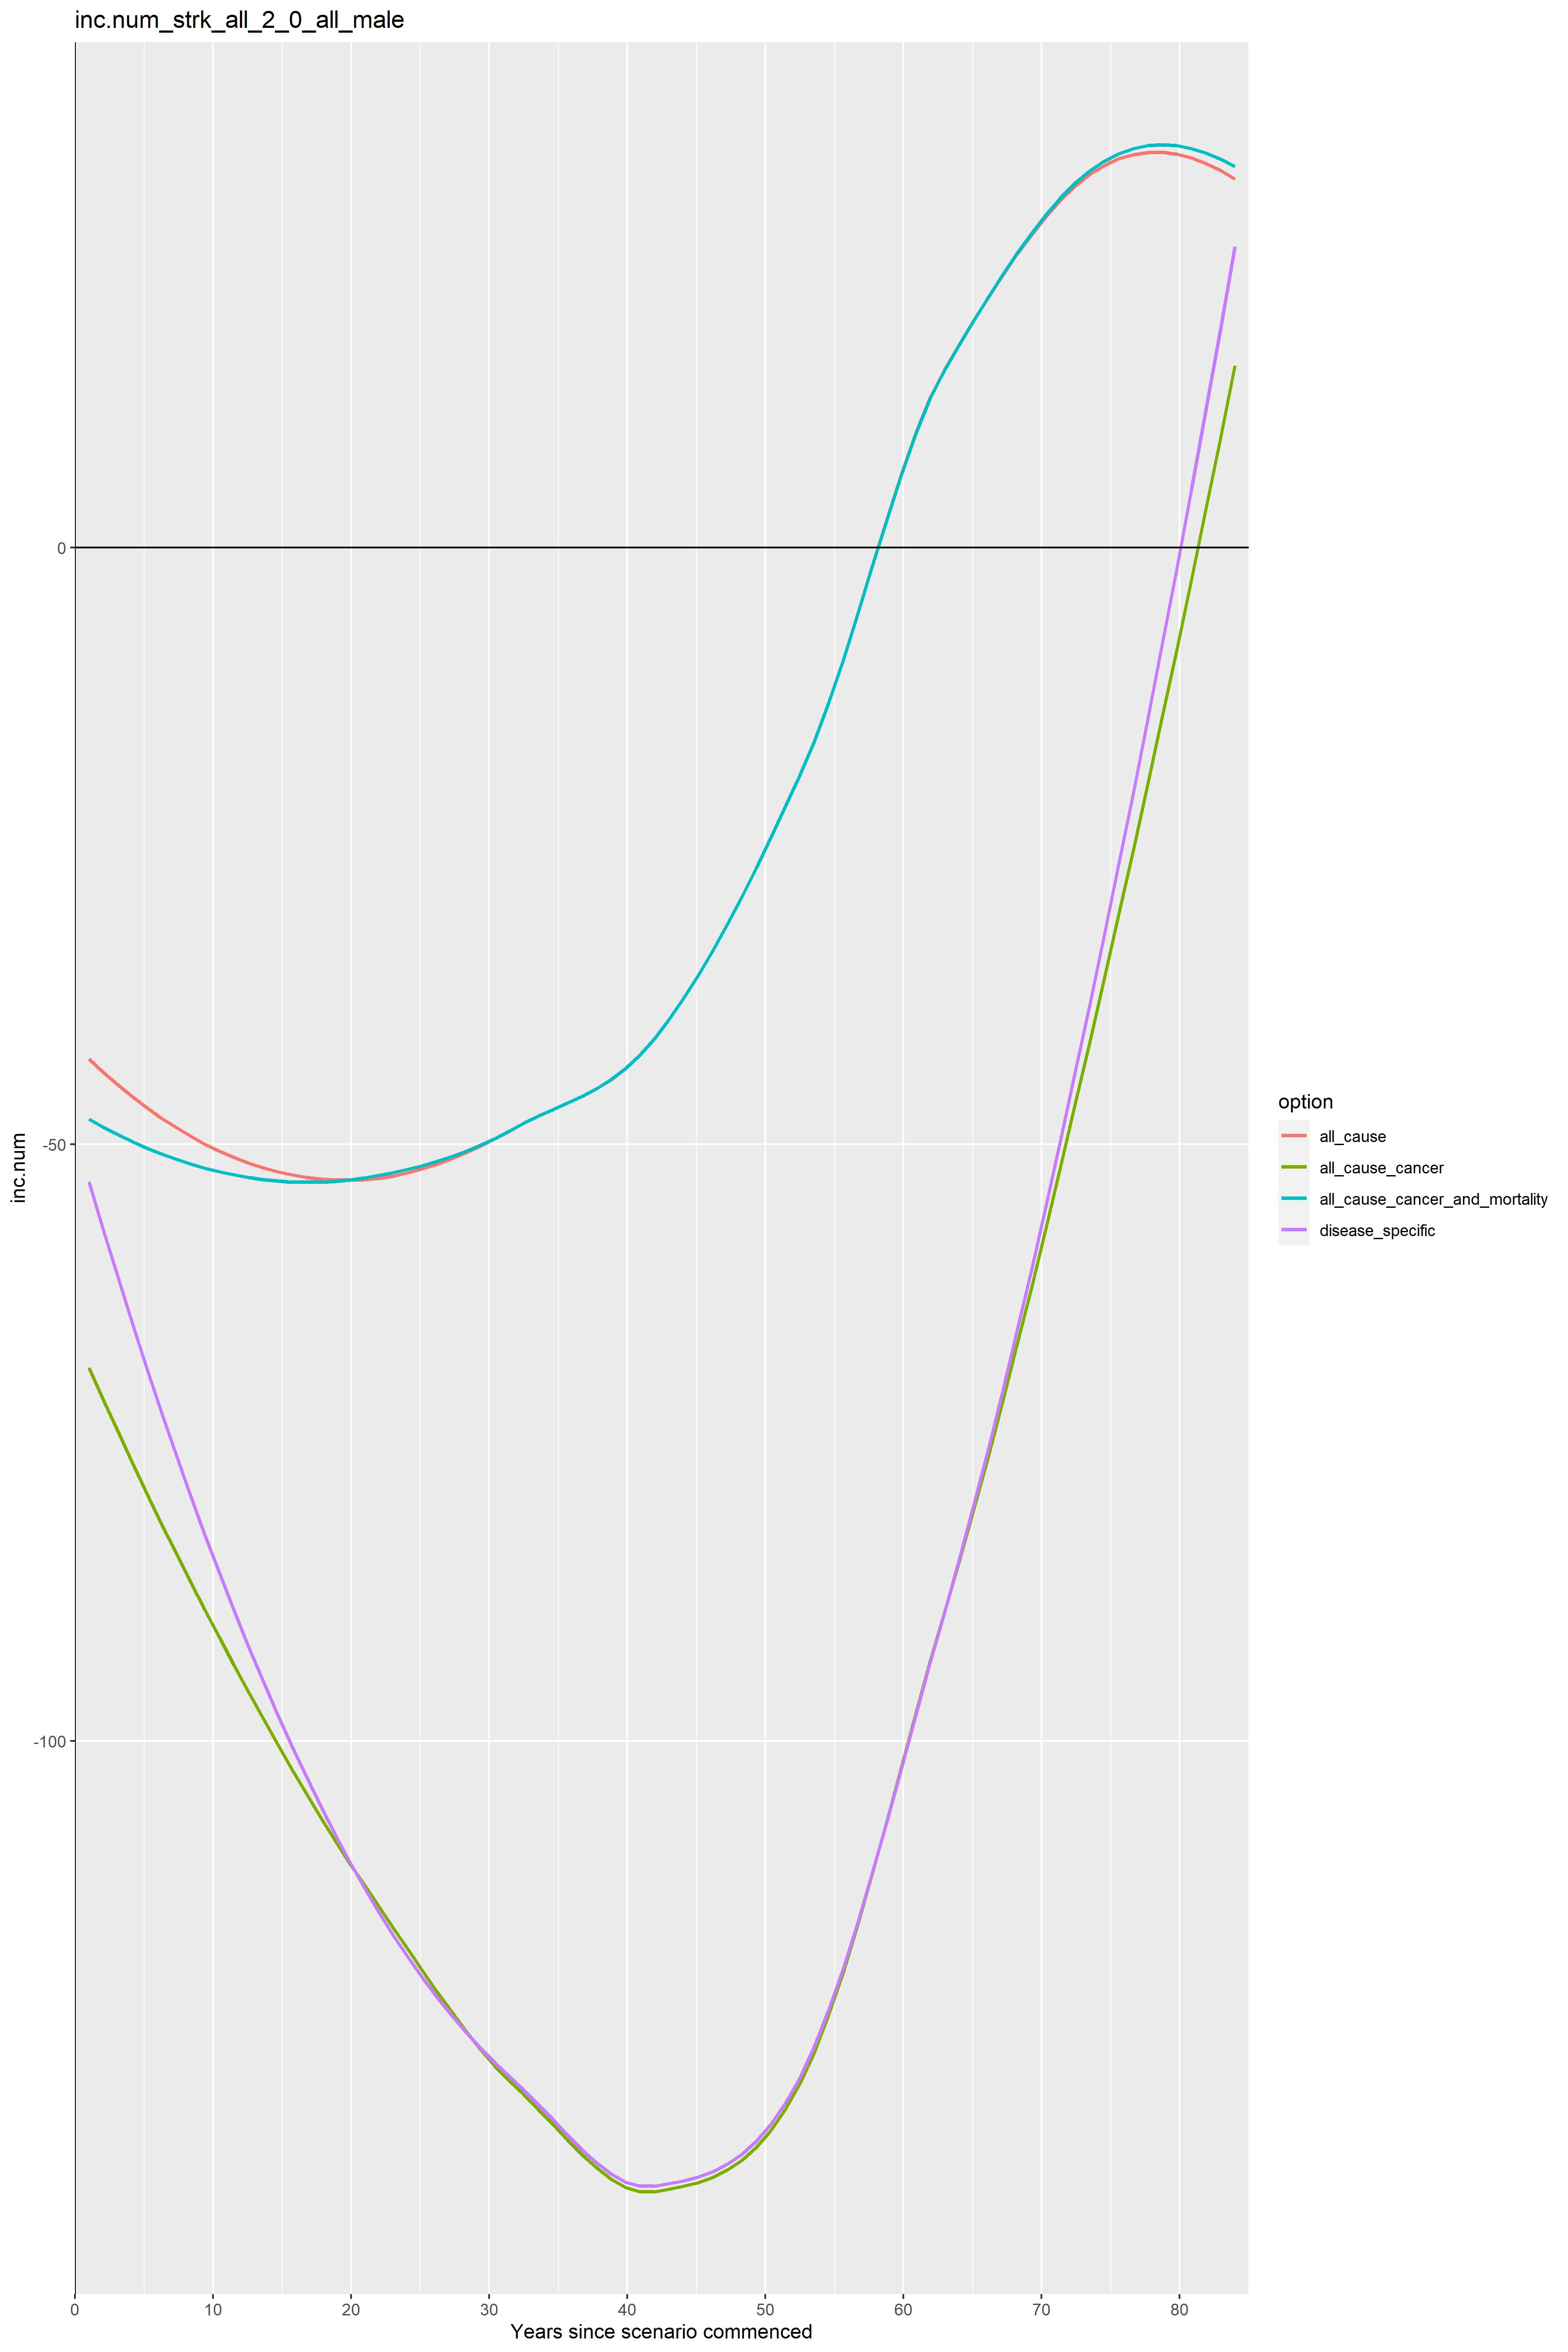 inc.num_strk_all_2_0_all_male
inc.num
0
-50
-100
0 10 20 30 40 50 60 70 80
Years since scenario commenced
option
all_cause
all_cause_cancer
all_cause_cancer_and_mortality
disease_specific